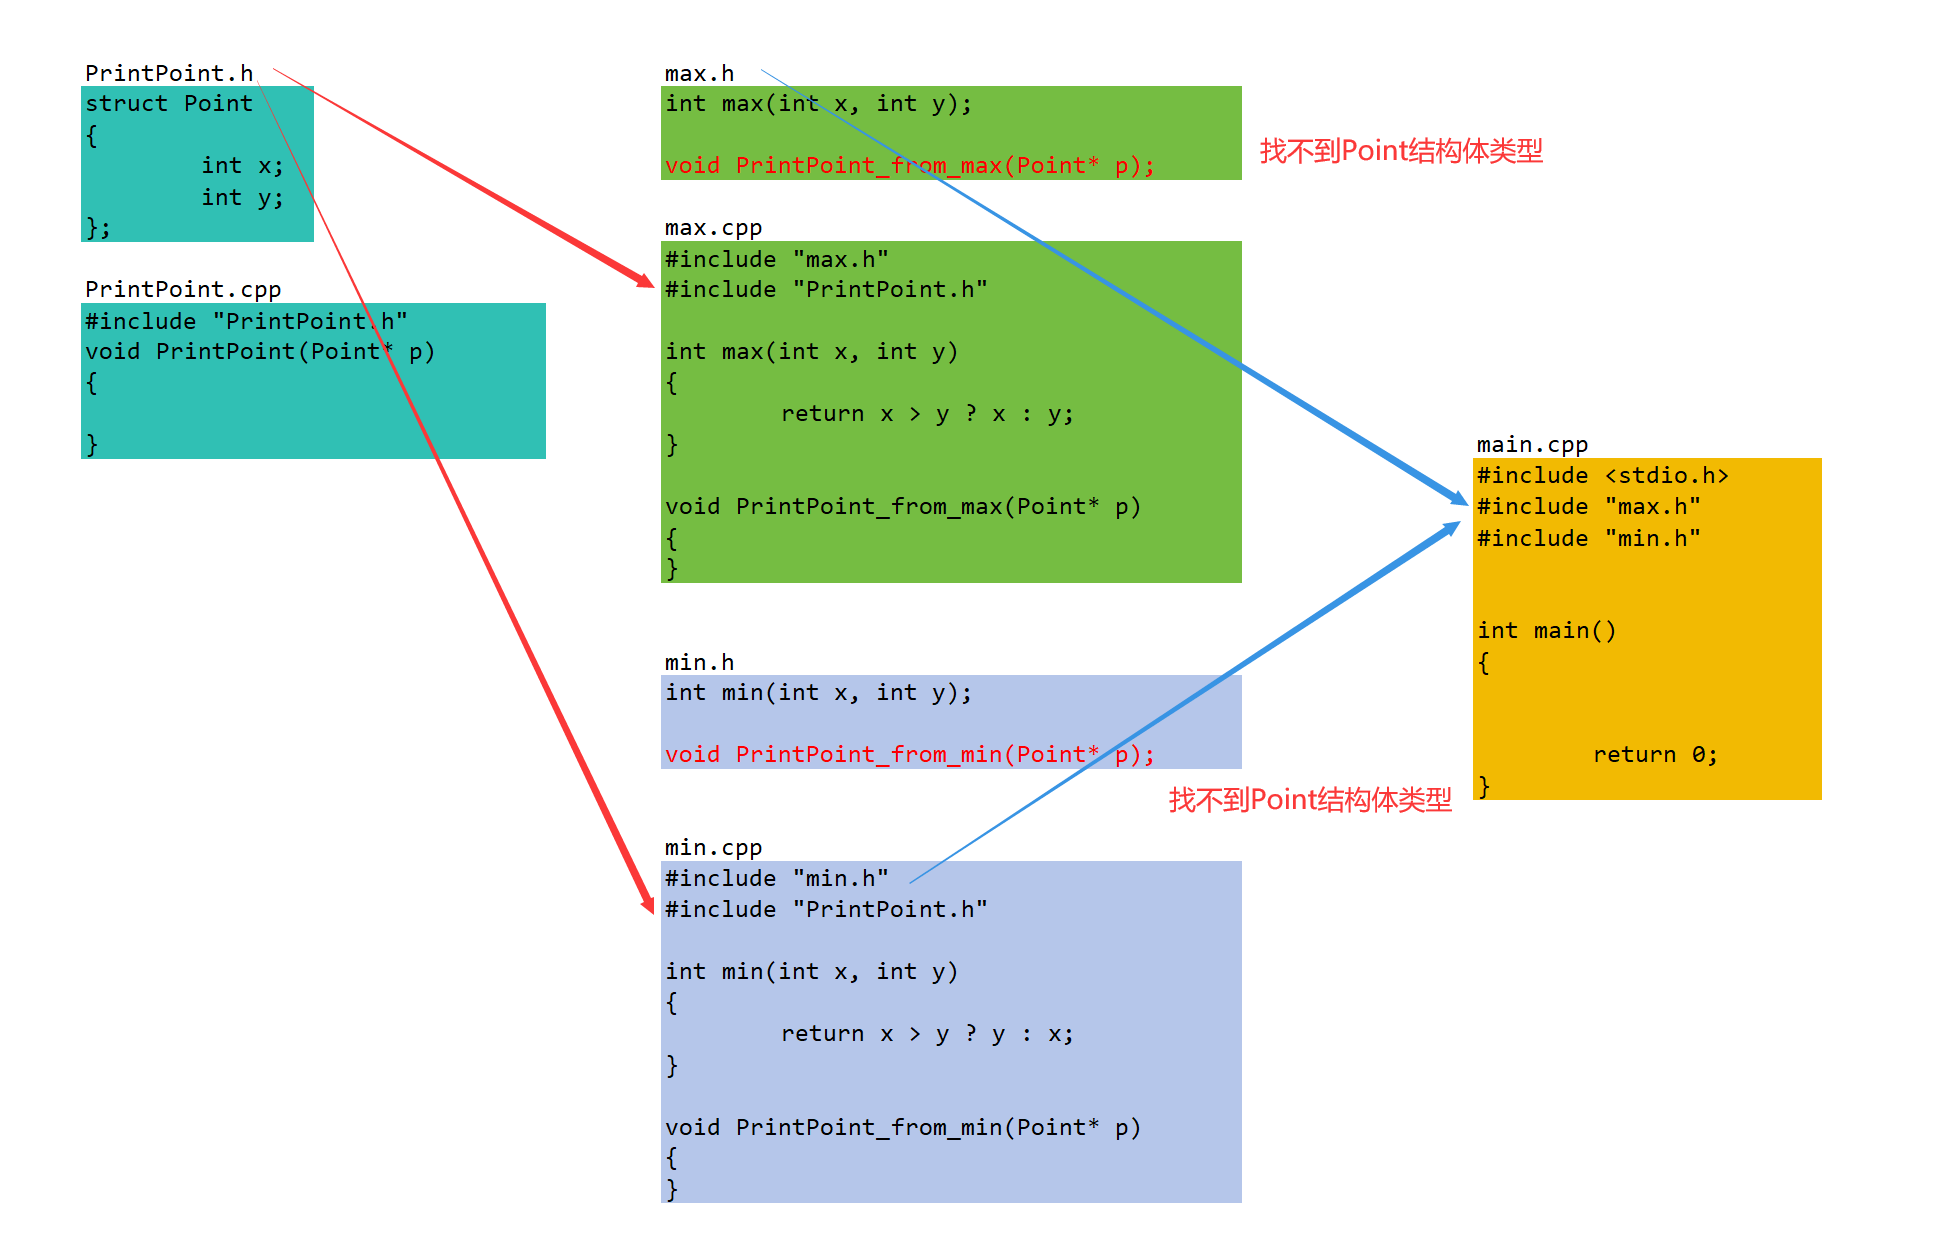 PrintPoint.h
struct Point
{
int x;
int y;
};
PrintPoint.cpp
#include "PrintPoint.h"
void PrintPoint(Point* p)
{
}
max.h
int max(int x, int y);
void PrintPoint_from_max(Point* p);
找不到Point结构体类型
max.cpp
#include "max.h"
#include "PrintPoint.h"
int max(int x, int y)
{
return x > y ? x : y;
}
void PrintPoint_from_max(Point* p)
{
}
min.h
int min(int x, int y);
void PrintPoint_from_min(Point* p);
找不到Point结构体类型
min.cpp
#include "min.h"
#include "PrintPoint.h"
int min(int x, int y)
{
return x > y ? y : x;
}
void PrintPoint_from_min(Point* p)
{
}
main.cpp
#include <stdio.h>
#include "max.h"
#include "min.h"
int main()
{
return 0;
}